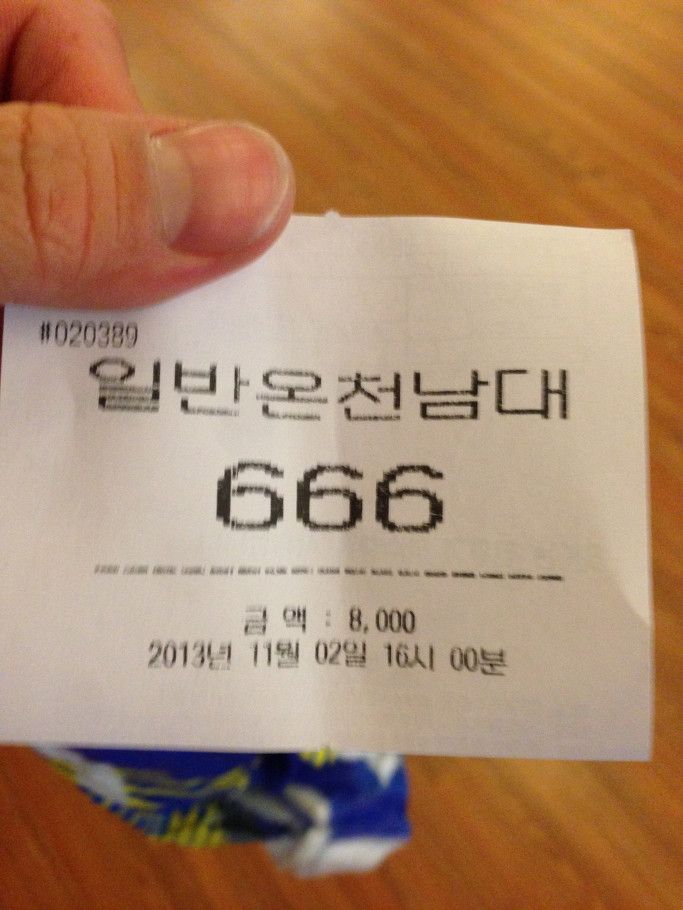 #020389
일반온천남대
666
금 액 : 8,000
2013년 11월 02일 16시 00분